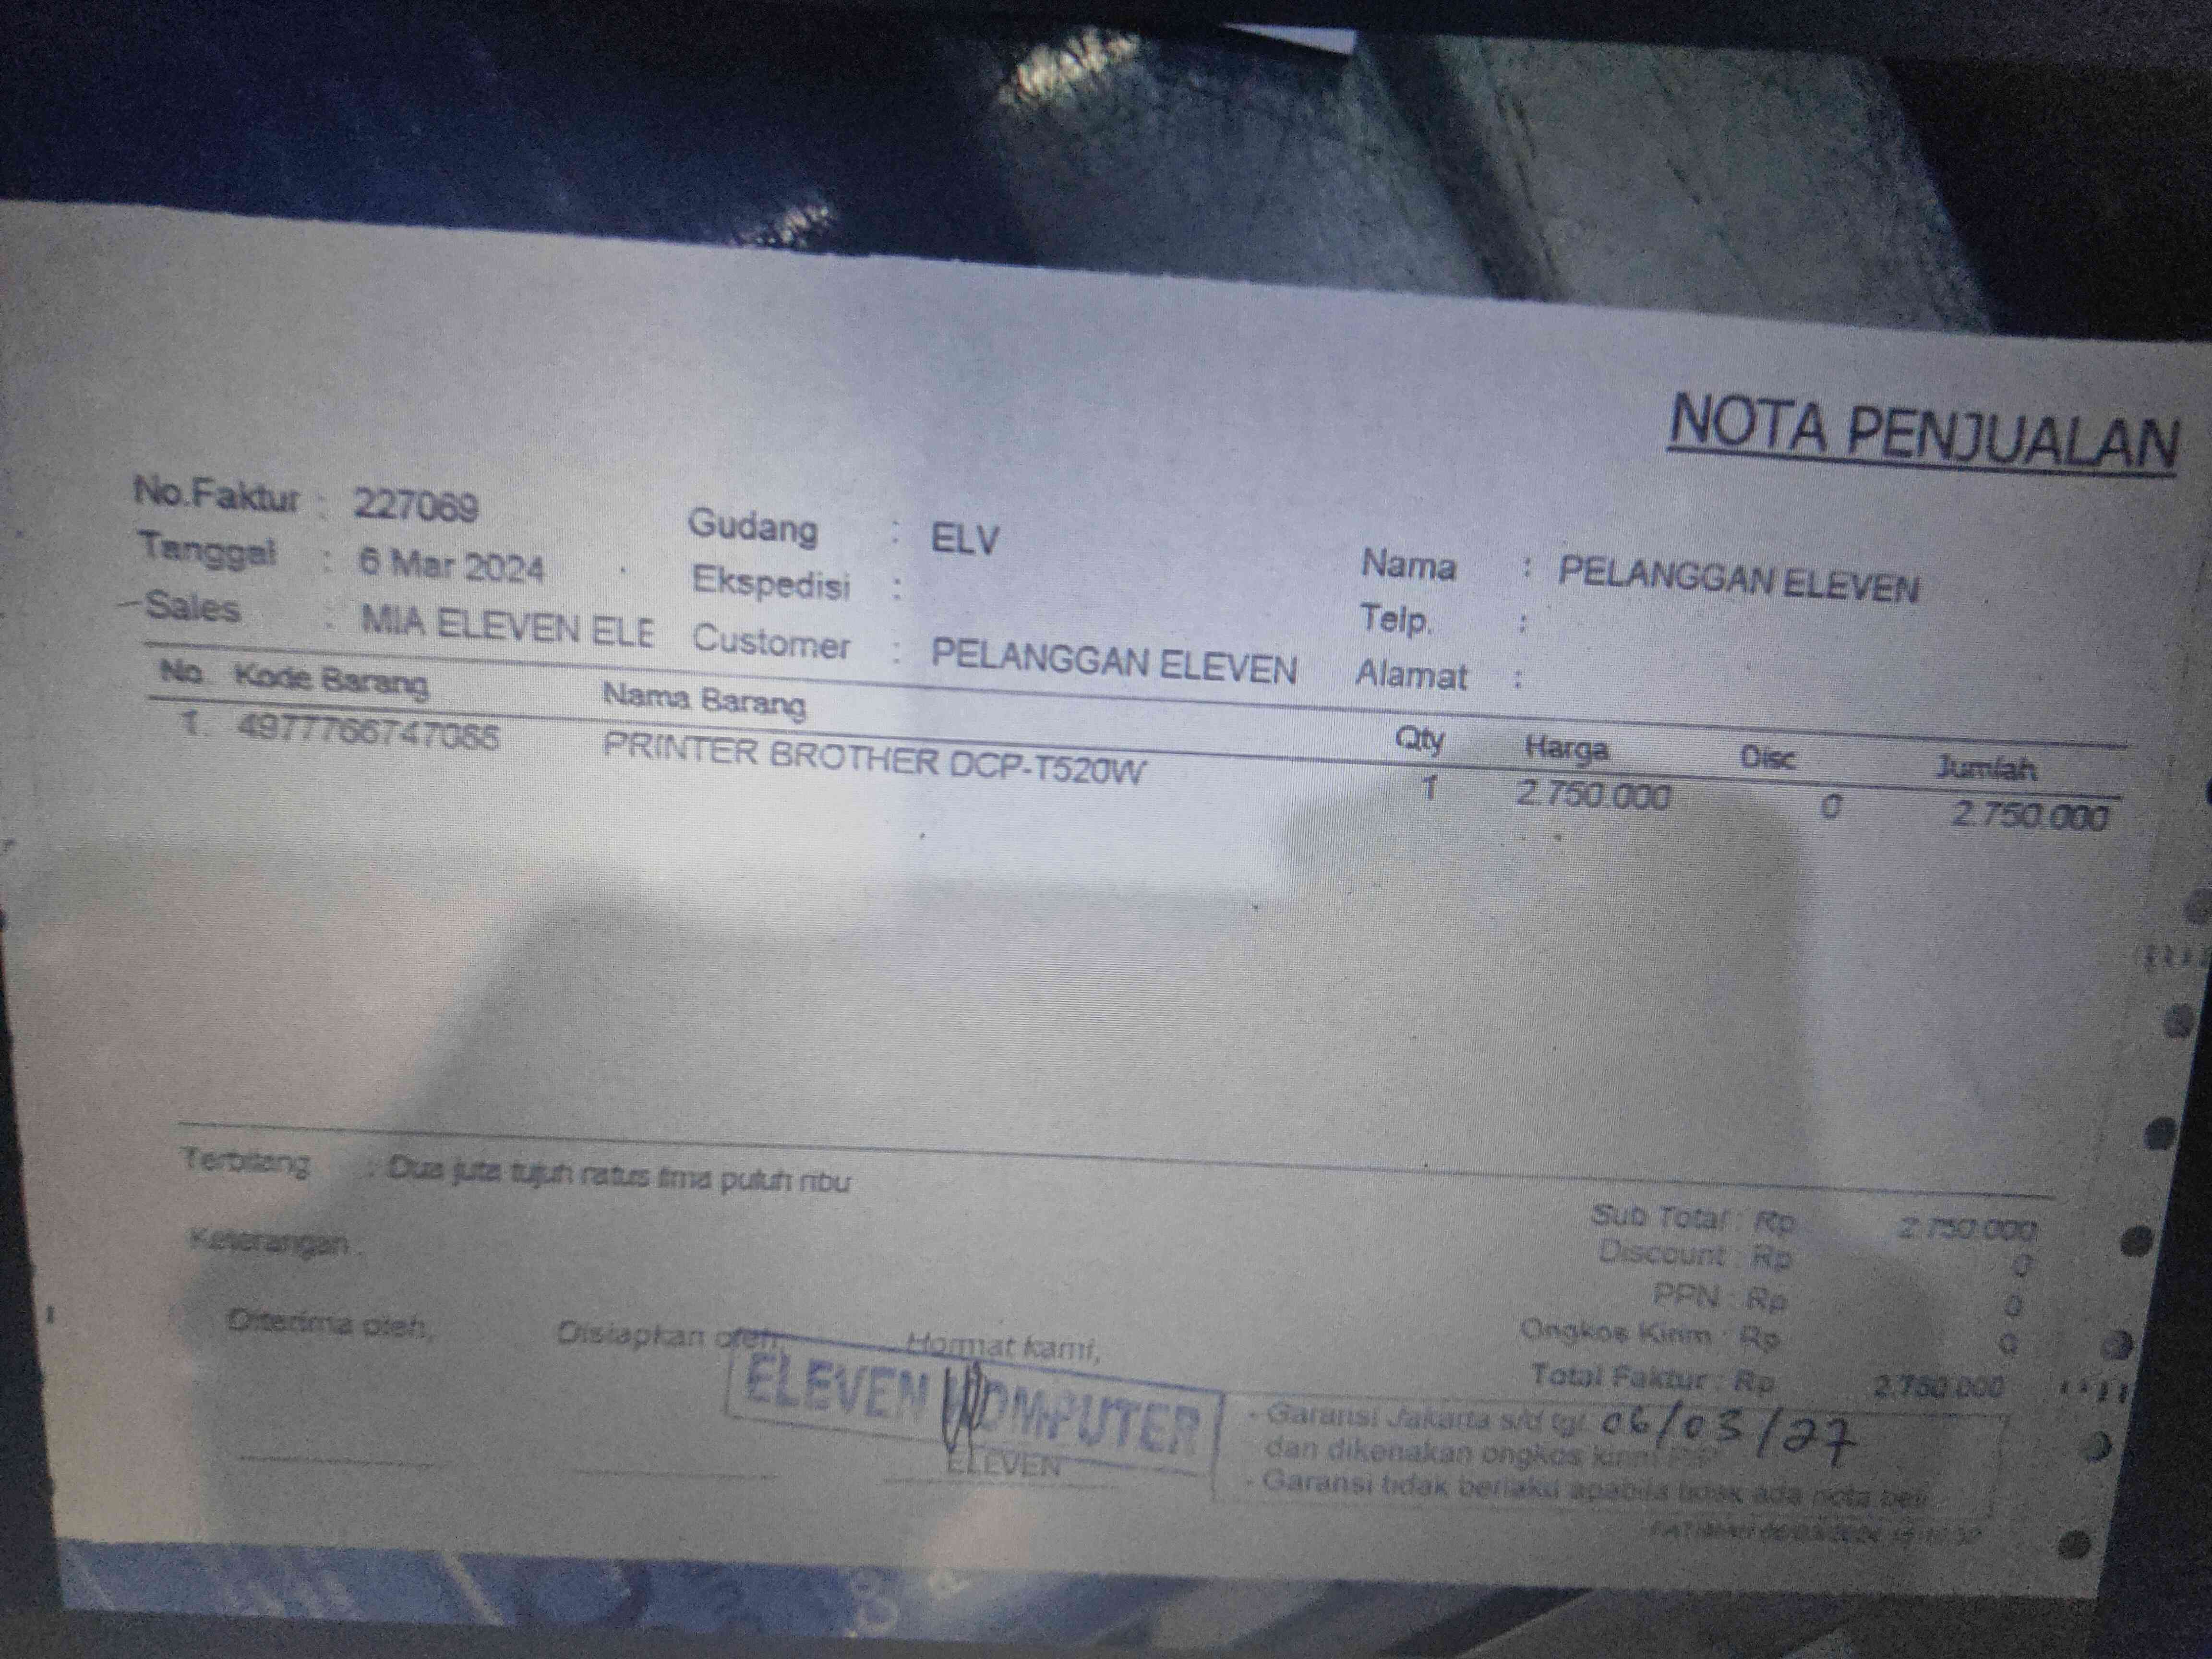 NOTA PENJUALAN
No.Faktur : 227069
Tanggal : 6 Mar 2024
Sales : MIA ELEVEN ELE
Gudang : ELV
Ekspedisi :
Customer : PELANGGAN ELEVEN
Nama : PELANGGAN ELEVEN
Telp. :
Alamat :
No. Kode Barang Nama Barang Qty Harga Disc Jumlah
1. PRINTER BROTHER DCP-T520W 1 2.750.000 0 2.750.000
Terbilang : Dua juta tujuh ratus lima puluh ribu
Keterangan :
Sub Total : Rp 2.750.000
Discount : Rp 0
PPN : Rp 0
Ongkos Kirim : Rp 0
Total Faktur : Rp 2.750.000
Diterima oleh, Disiapkan oleh, Hormat kami,
ELEVEN KOMPUTER
ELEVEN
- Garansi Jakarta s/d tgl. 06/03/27
dan dikenakan ongkos kirim
- Garansi tidak berlaku apabila tidak ada nota beli